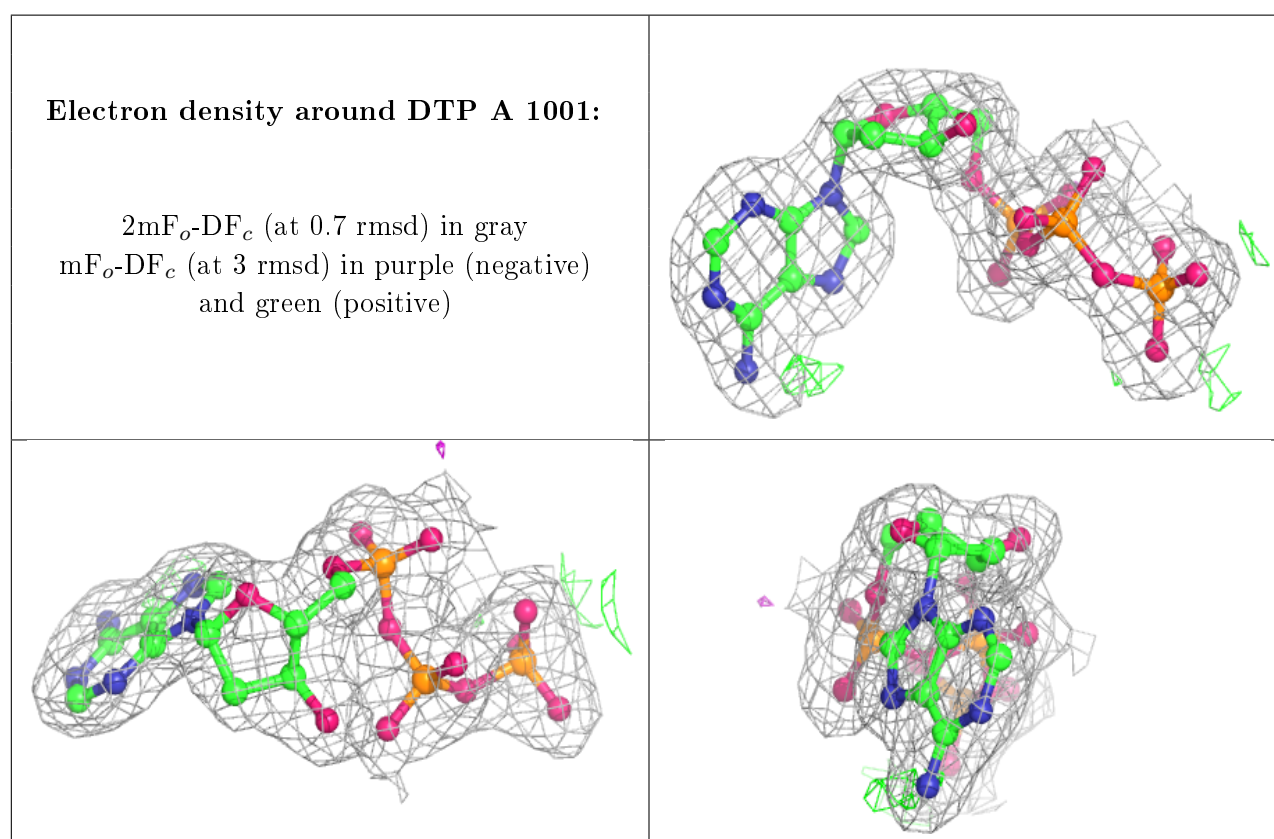 Electron density around DTP A 1001:
2mFo-DFc (at 0.7 rmsd) in gray
mFo-DFc (at 3 rmsd) in purple (negative)
and green (positive)